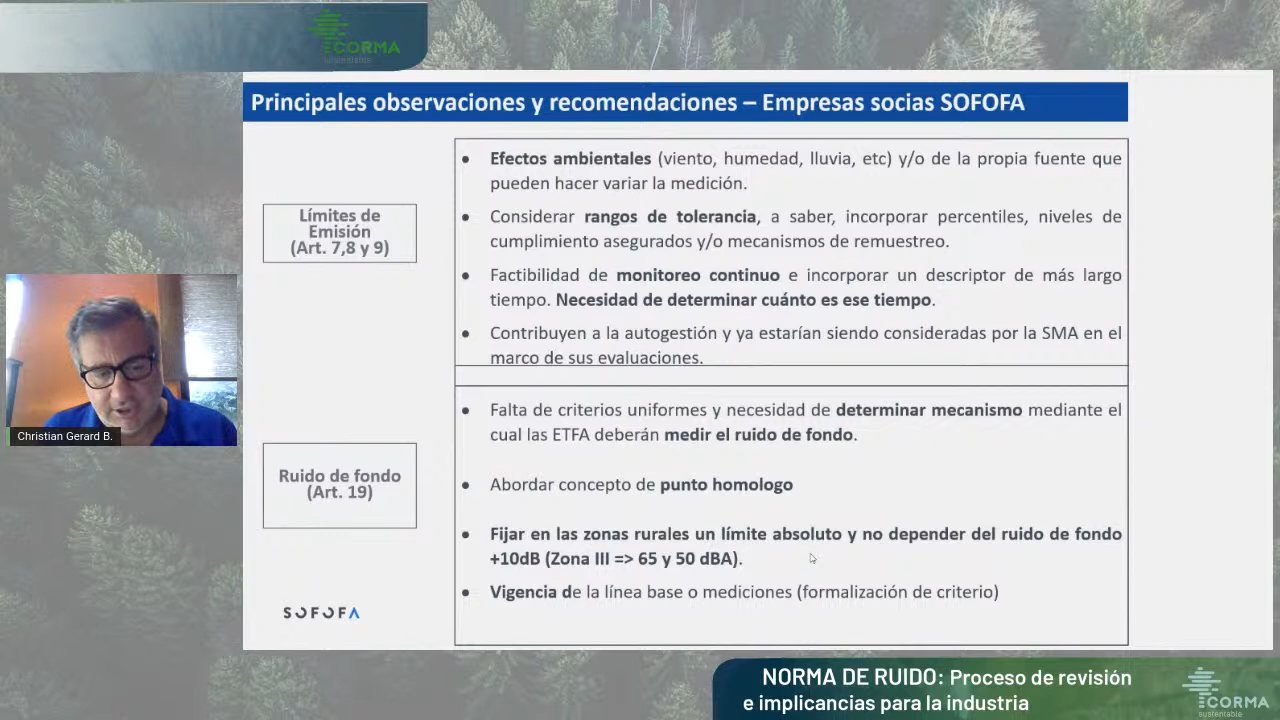 CORMA
sustentable
Principales observaciones y recomendaciones – Empresas socias SOFOFA
Límites de
Emisión
(Art. 7,8 y 9)
• Efectos ambientales (viento, humedad, lluvia, etc) y/o de la propia fuente que
pueden hacer variar la medición.
• Considerar rangos de tolerancia, a saber, incorporar percentiles, niveles de
cumplimiento asegurados y/o mecanismos de remuestreo.
• Factibilidad de monitoreo continuo e incorporar un descriptor de más largo
tiempo. Necesidad de determinar cuánto es ese tiempo.
• Contribuyen a la autogestión y ya estarían siendo consideradas por la SMA en el
marco de sus evaluaciones.
Christian Gerard B.
Ruido de fondo
(Art. 19)
• Falta de criterios uniformes y necesidad de determinar mecanismo mediante el
cual las ETFA deberán medir el ruido de fondo.
• Abordar concepto de punto homologo
• Fijar en las zonas rurales un límite absoluto y no depender del ruido de fondo
+10dB (Zona III => 65 y 50 dBA).
• Vigencia de la línea base o mediciones (formalización de criterio)
SOFOFA
NORMA DE RUIDO: Proceso de revisión
e implicancias para la industria
CORMA
sustentable